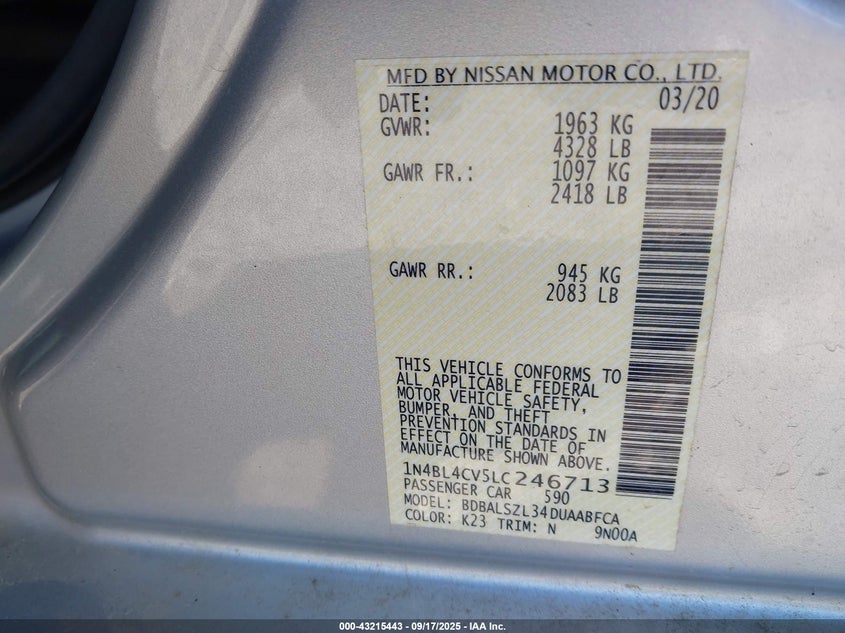 MFD BY NISSAN MOTOR CO., LTD.
DATE: 03/20
GVWR: 1963 KG
4328 LB
GAWR FR.: 1097 KG
2418 LB
GAWR RR.: 945 KG
2083 LB
THIS VEHICLE CONFORMS TO
ALL APPLICABLE FEDERAL
MOTOR VEHICLE SAFETY,
BUMPER, AND THEFT
PREVENTION STANDARDS IN
EFFECT ON THE DATE OF
MANUFACTURE SHOWN ABOVE.
1N4BL4CV5LC246713
PASSENGER CAR 590
MODEL: BDBALSZL34DUAABFCA
COLOR: K23 TRIM: N 9N00A
000-43215443 - 09/17/2025 - IAA Inc.